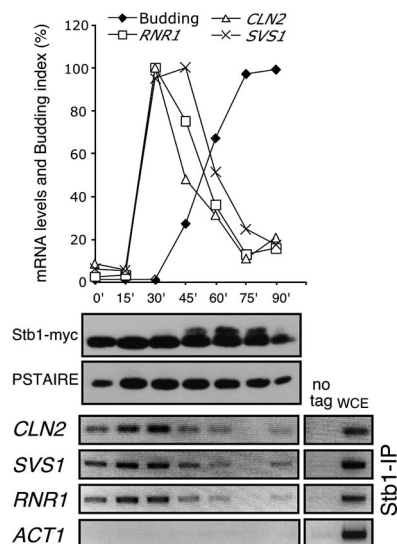 Budding CLN2
RNR1 SVS1
mRNA levels and Budding index (%)
120
100
80
60
40
20
0
0' 15' 30' 45' 60' 75' 90'
Stb1-myc
PSTAIRE
no
tag WCE
CLN2
SVS1
RNR1
ACT1
Stb1-IP